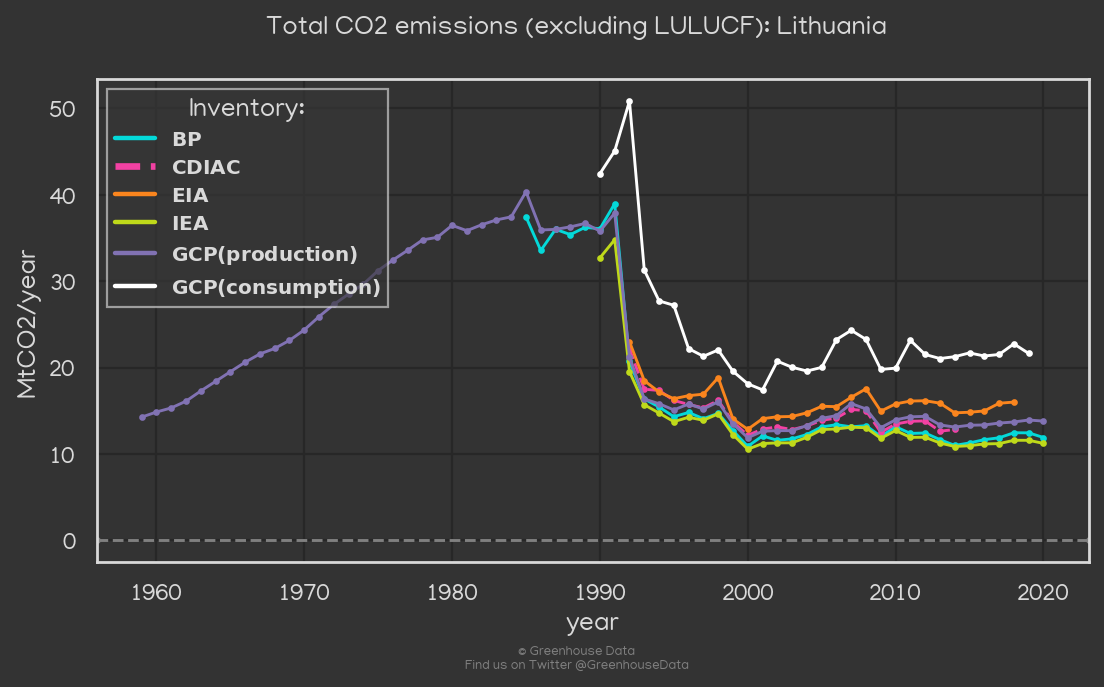 Total CO2 emissions (excluding LULUCF): Lithuania
Inventory:
BP
CDIAC
EIA
IEA
GCP(production)
GCP(consumption)
MtCO2/year
50
40
30
20
10
0
1960 1970 1980 1990 2000 2010 2020
year
© Greenhouse Data
Find us on Twitter @GreenhouseData